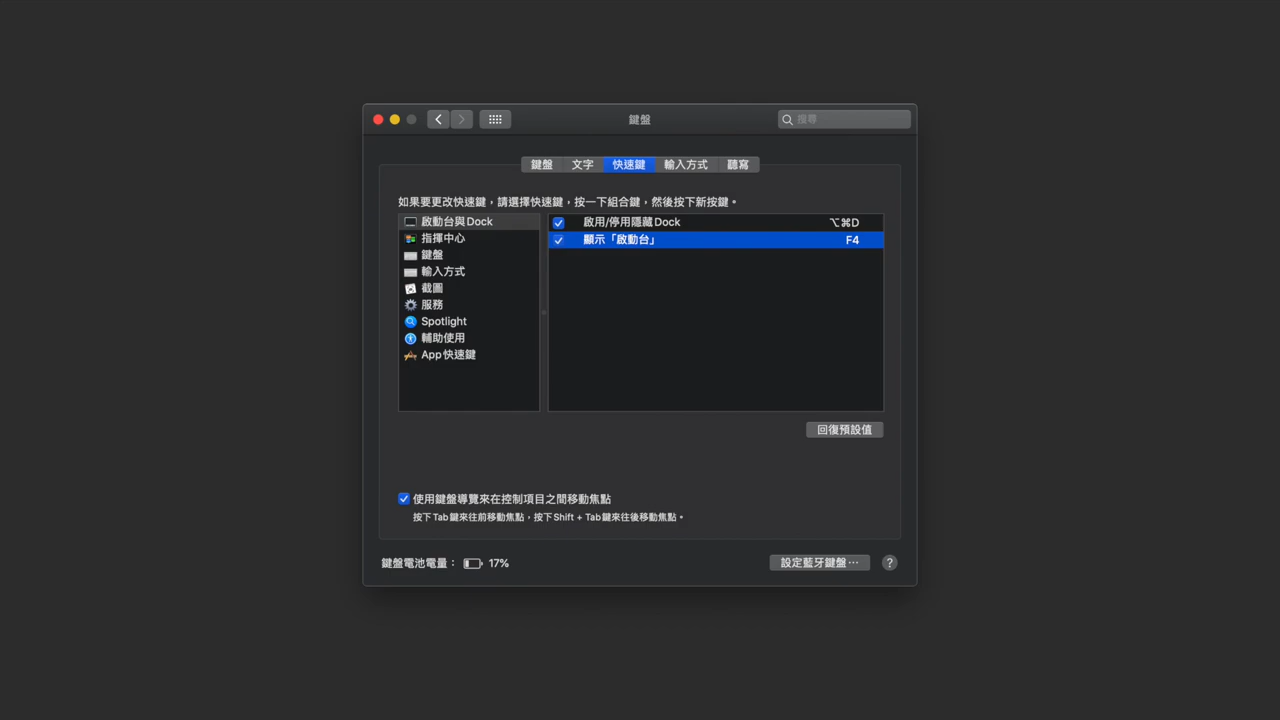 鍵盤
搜尋
鍵盤
文字
快速鍵
輸入方式
聽寫
如果要更改快速鍵，請選擇快速鍵，按一下組合鍵，然後按下新按鍵。
啟動台與Dock
指揮中心
鍵盤
輸入方式
截圖
服務
Spotlight
輔助使用
App快速鍵
啟用/停用隱藏Dock ⌥⌘D
顯示「啟動台」 F4
回復預設值
使用鍵盤導覽來在控制項目之間移動焦點
按下Tab鍵來往前移動焦點，按下Shift + Tab鍵來往後移動焦點。
鍵盤電池電量： 17%
設定藍牙鍵盤⋯
?